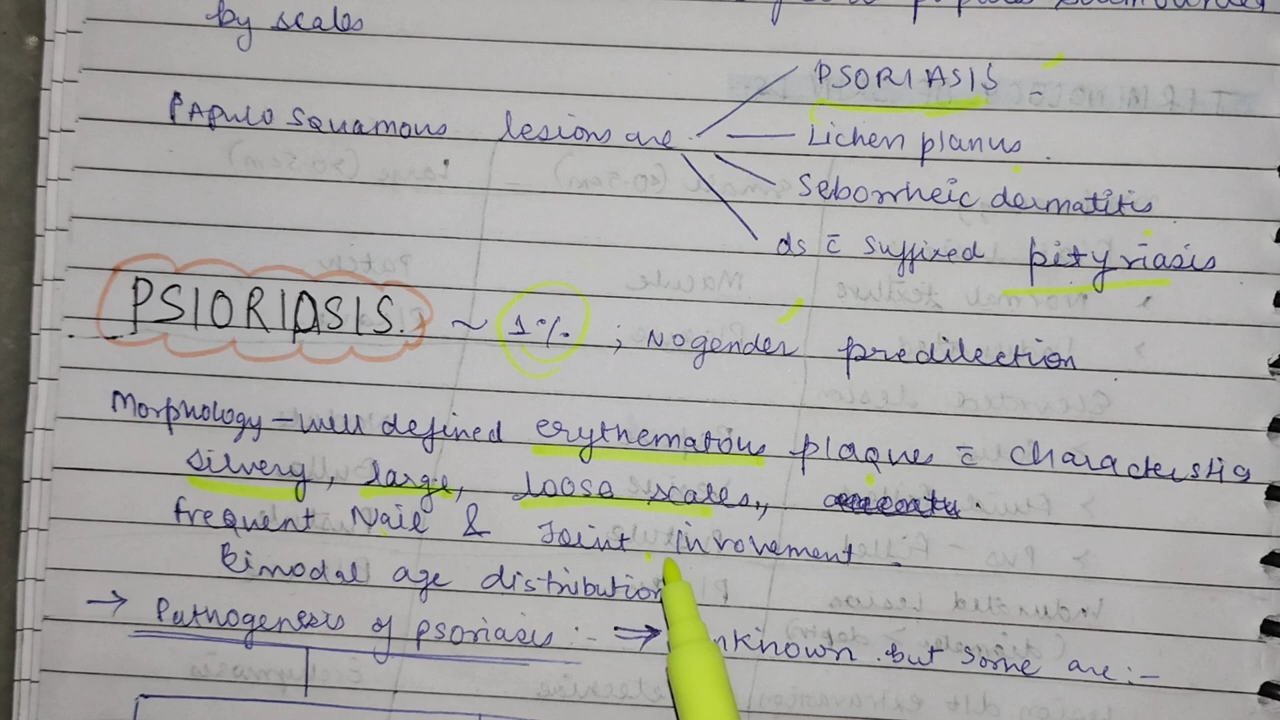 by scales
PSORIASIS -
PAPULO SQUAMOUS lesions are
Lichen planus.
Seborrheic dermatitis
ds c̄ suffixed pityriasis
PSIORIASIS. ~ 1% ; No gender predilection
Morphology - well defined erythematous plaque c̄ characteristic
silvery, large, loose scales,,
frequent Nail & Joint involvement.
Bimodal age distribution
→ Pathogenesis of psoriasis :- ⇒ unknown. but some are :-